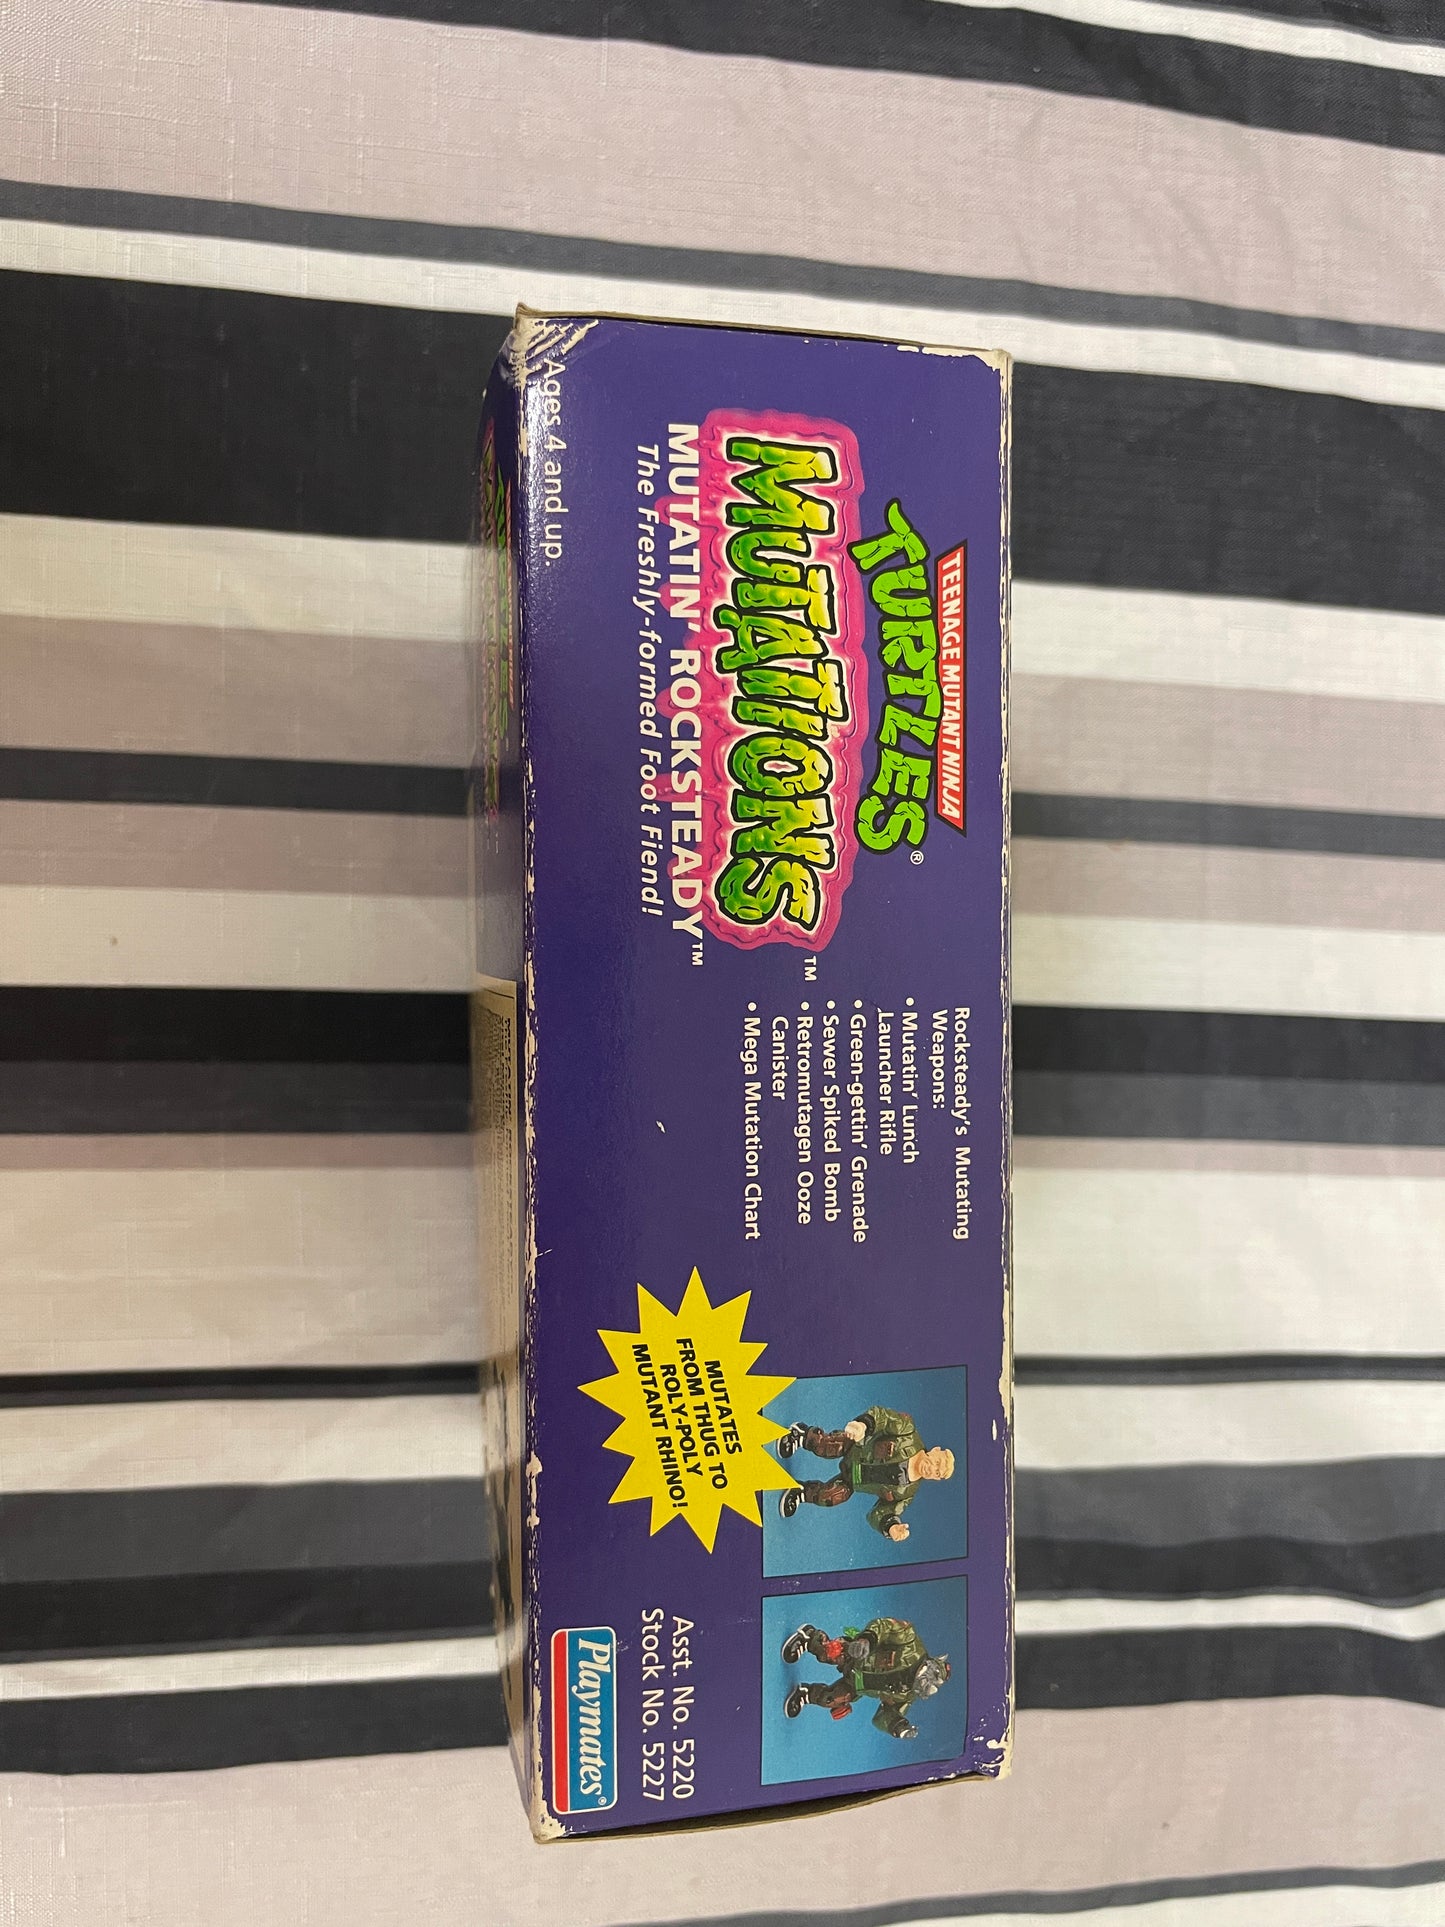 TEENAGE MUTANT NINJA
TURTLES®
MUTATIONS™
MUTATIN' ROCKSTEADY™
The Freshly-formed Foot Fiend!
Ages 4 and up.
Rocksteady's Mutating
Weapons:
• Mutatin' Lunch
Launcher Rifle
• Green-gettin' Grenade
• Sewer Spiked Bomb
• Retromutagen Ooze
Canister
• Mega Mutation Chart
MUTATES
FROM THUG TO
ROLY-POLY
MUTANT RHINO!
Asst. No. 5220
Stock No. 5227
Playmates®